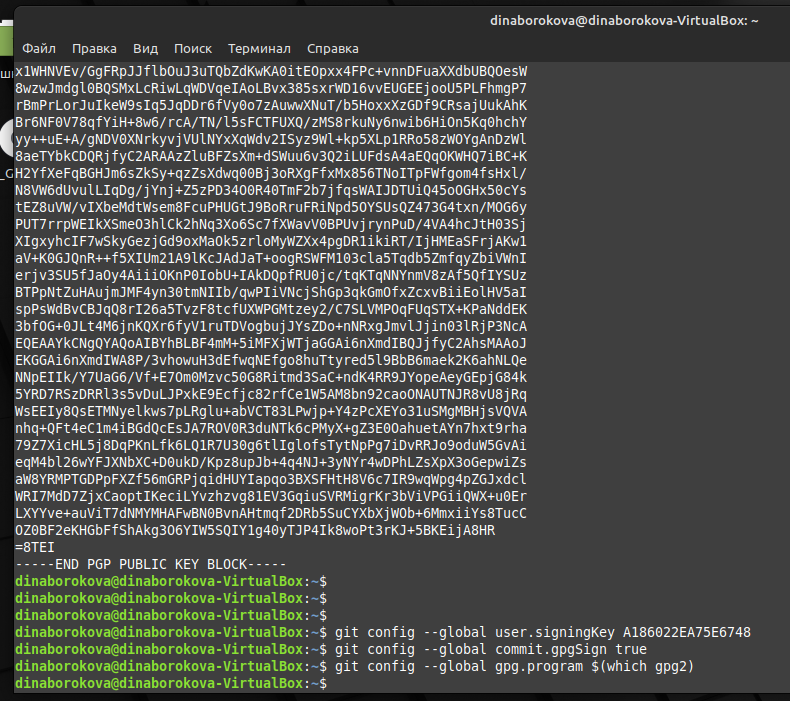 dinaborokova@dinaborokova-VirtualBox: ~
Файл Правка Вид Поиск Терминал Справка
x1WHNVEv/GgFRpJJflbOuJ3uTQbZdKwKA0itEOpxx4FPc+vnnDFuaXXdbUBQOesW
8wzwJmdgl0BQSMxLcRiwLqWDVqeIAoLBvx385sxrWD16vvEUGEEjooU5PLFhmgP7
rBmPrLorJuIkeW9sIq5JqDDr6fVy0o7zAuwwXNuT/b5HoxxXzGDf9CRsajUukAhK
Br6NF0V78qfYiH+8w6/rcA/TN/l5sFCTFUXQ/zMS8rkuNy6nwib6HiOn5Kq0hchY
yy++uE+A/gNDV0XNrkyvjVUlNYxXqWdv2ISyz9Wl+kp5XLp1RRo58zWOYgAnDzWl
8aeTYbkCDQRjfyC2ARAAzZluBFZsXm+dSWuu6v3Q2iLUFdsA4aEQqOKWHQ7iBC+K
H2YfXeFqBGHJm6sZkSy+qzZsXdwq00Bj3oRXgFfxMx856TNoITpFWfgom4fsHxl/
N8VW6dUvulLIqDg/jYnj+Z5zPD34O0R40TmF2b7jfqsWAIJDTUiQ45oOGHx50cYs
tEZ8uVW/vIXbeMdtWsem8FcuPHUGtJ9BoRruFRiNpd5OYSUsQZ473G4txn/MOG6y
PUT7rrpWEIkXSmeO3hlCk2hNq3Xo6Sc7fXWavV0BPUvjrynPuD/4VA4hcJtH03Sj
XIgxyhcIF7wSkyGezjGd9oxMaOk5zrloMyWZXx4pgDR1ikiRT/IjHMEaSFrjAKw1
aV+K0GJQnR++f5XIUm21A9lKcJAdJaT+oogRSWFM103cla5Tqdb5ZmfqyZbiVWnI
erjv3SU5fJaOy4AiiiOKnP0IobU+IAkDQpfRU0jc/tqKTqNNYnmV8zAf5QfIYSUz
BTPpNtZuHAujmJMF4yn30tmNIIb/qwPIiVNcjShGp3qkGmOfxZcxvBiiEolHV5aI
spPsWdBvCBJqQ8rI26a5TvzF8tcfUXWPGMtzey2/C7SLVMPOqFUqSTX+KPaNddEK
3bfOG+0JLt4M6jnKQXr6fyV1ruTDVogbujJYsZDo+nNRxgJmvlJjin03lRjP3NcA
EQEAAYkCNgQYAQoAIBYhBLBF4mM+5iMFXjWTjaGGAi6nXmdIBQJjfyC2AhsMAAoJ
EKGGAi6nXmdIWA8P/3vhowuH3dEfwqNEfgo8huTtyred5l9BbB6maek2K6ahNLQe
NNpEIIk/Y7UaG6/Vf+E7Om0Mzvc50G8Ritmd3SaC+ndK4RR9JYopeAeyGEpjG84k
5YRD7RSzDRRl3s5vDuLJPxkE9Ecfjc82rfCe1W5AM8bn92caoONAUTNJR8vU8jRq
WsEEIy8QsETMNyelkws7pLRglu+abVCT83LPwjp+Y4zPcXEYo31uSMgMBHjsVQVA
nhq+QFt4eC1m4iBGdQcEsJA7ROV0R3duNTk6cPMyX+gZ3E0OahuetAYn7hxt9rha
79Z7XicHL5j8DqPKnLfk6LQ1R7U30g6tlIglofsTytNpPg7iDvRRJo9oduW5GvAi
eqM4bl26wYFJXNbXC+D0ukD/Kpz8upJb+4q4NJ+3yNYr4wDPhLZsXpX3oGepwiZs
aW8YRMPTGDPpFXZf56mGRPjqidHUYIapqo3BXSFHtH8V6c7IR9wqWpg4pZGJxdcl
WRI7MdD7ZjxCaoptIKeciLYvzhzvg81EV3GqiuSVRMigrKr3bViVPGiiQWX+u0Er
LXYYve+auViT7dNMYMHAFwBN0BvnAHtmqf2DRb5SuCYXbXjWOb+6MmxiiYs8TucC
OZ0BF2eKHGbFfShAkg3O6YIW5SQIY1g40yTJP4Ik8woPt3rKJ+5BKEijA8HR
=8TEI
-----END PGP PUBLIC KEY BLOCK-----
dinaborokova@dinaborokova-VirtualBox:~$
dinaborokova@dinaborokova-VirtualBox:~$
dinaborokova@dinaborokova-VirtualBox:~$
dinaborokova@dinaborokova-VirtualBox:~$ git config --global user.signingKey A186022EA75E6748
dinaborokova@dinaborokova-VirtualBox:~$ git config --global commit.gpgSign true
dinaborokova@dinaborokova-VirtualBox:~$ git config --global gpg.program $(which gpg2)
dinaborokova@dinaborokova-VirtualBox:~$